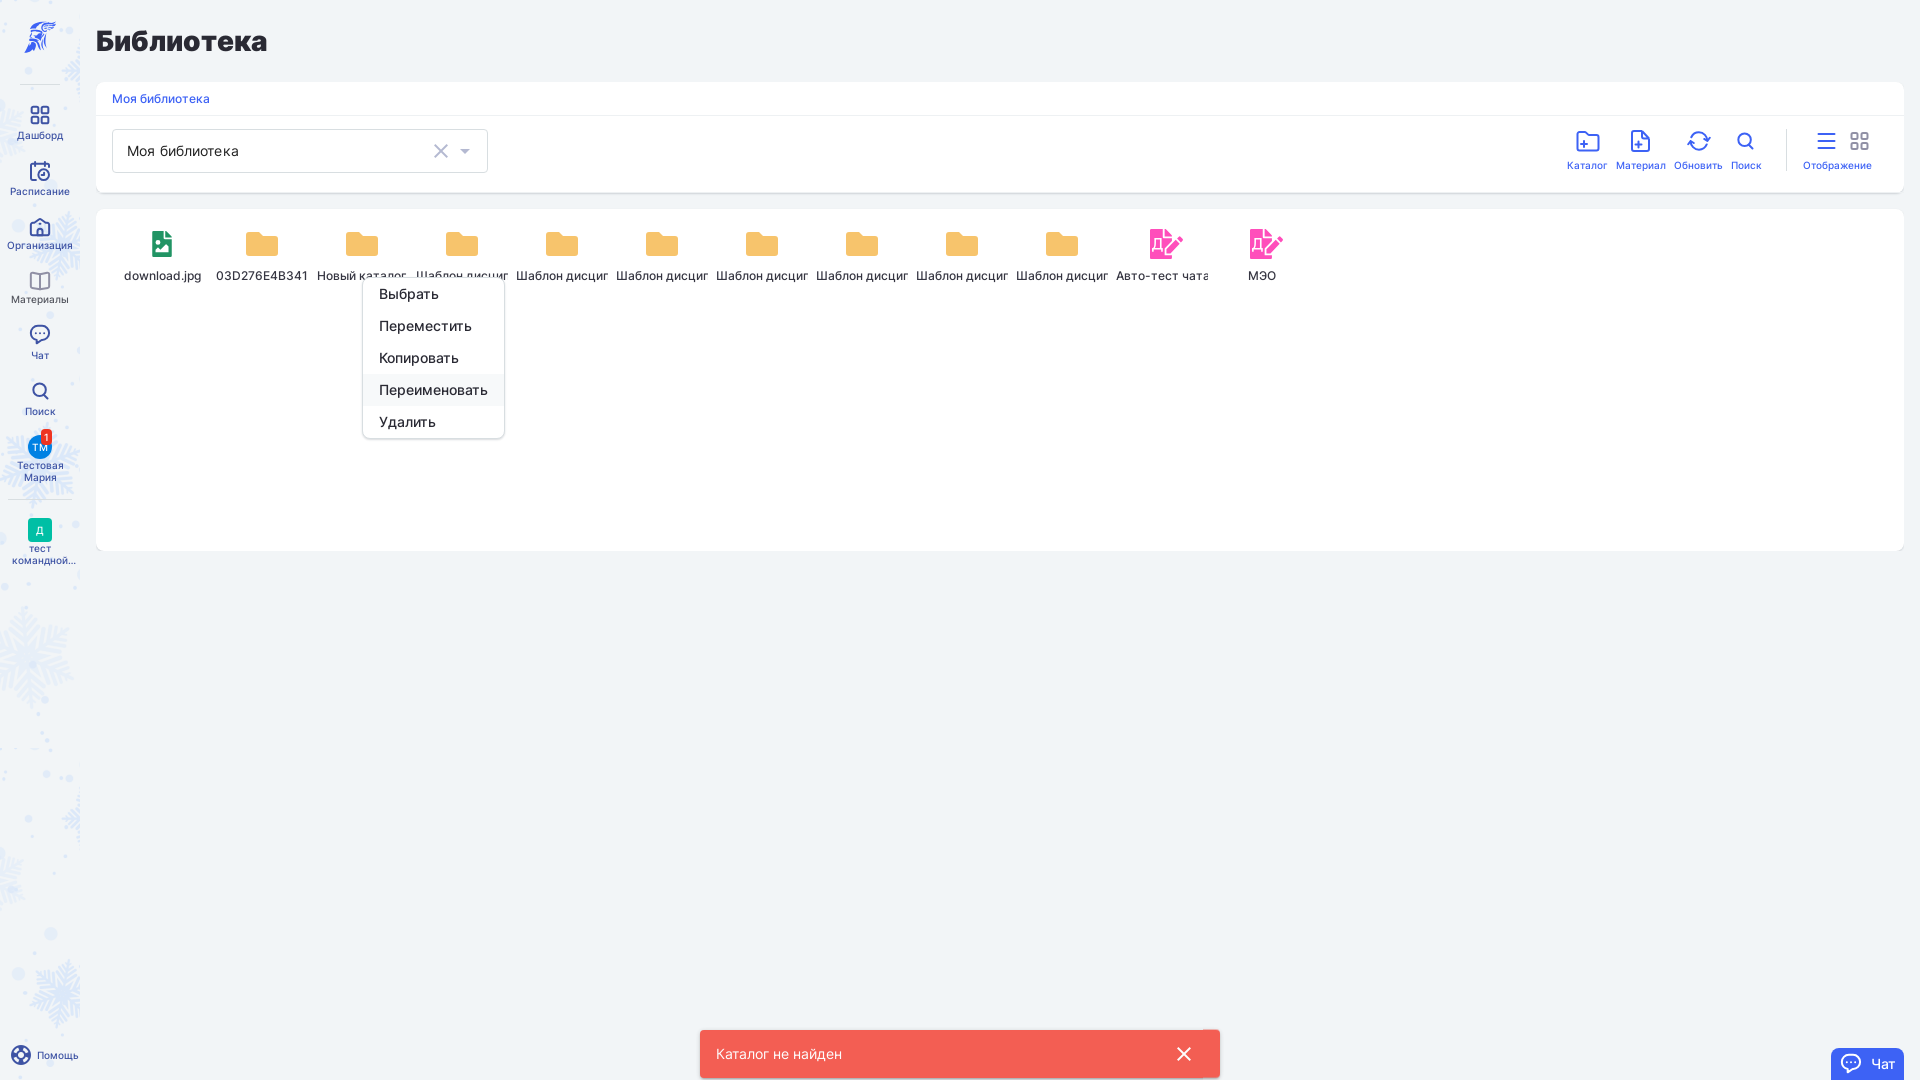 Библиотека
Моя библиотека
Моя библиотека
Каталог
Материал
Обновить
Поиск
Отображение
Дашборд
Расписание
Организация
Материалы
Чат
Поиск
ТМ
1
Тестовая
Мария
Д
тест
командной...
Помощь
download.jpg
03D276E4B341
Новый каталог
Шаблон дисцип
Шаблон дисцип
Шаблон дисцип
Шаблон дисцип
Шаблон дисцип
Шаблон дисцип
Шаблон дисцип
Авто-тест чата
МЭО
Выбрать
Переместить
Копировать
Переименовать
Удалить
Каталог не найден
Чат